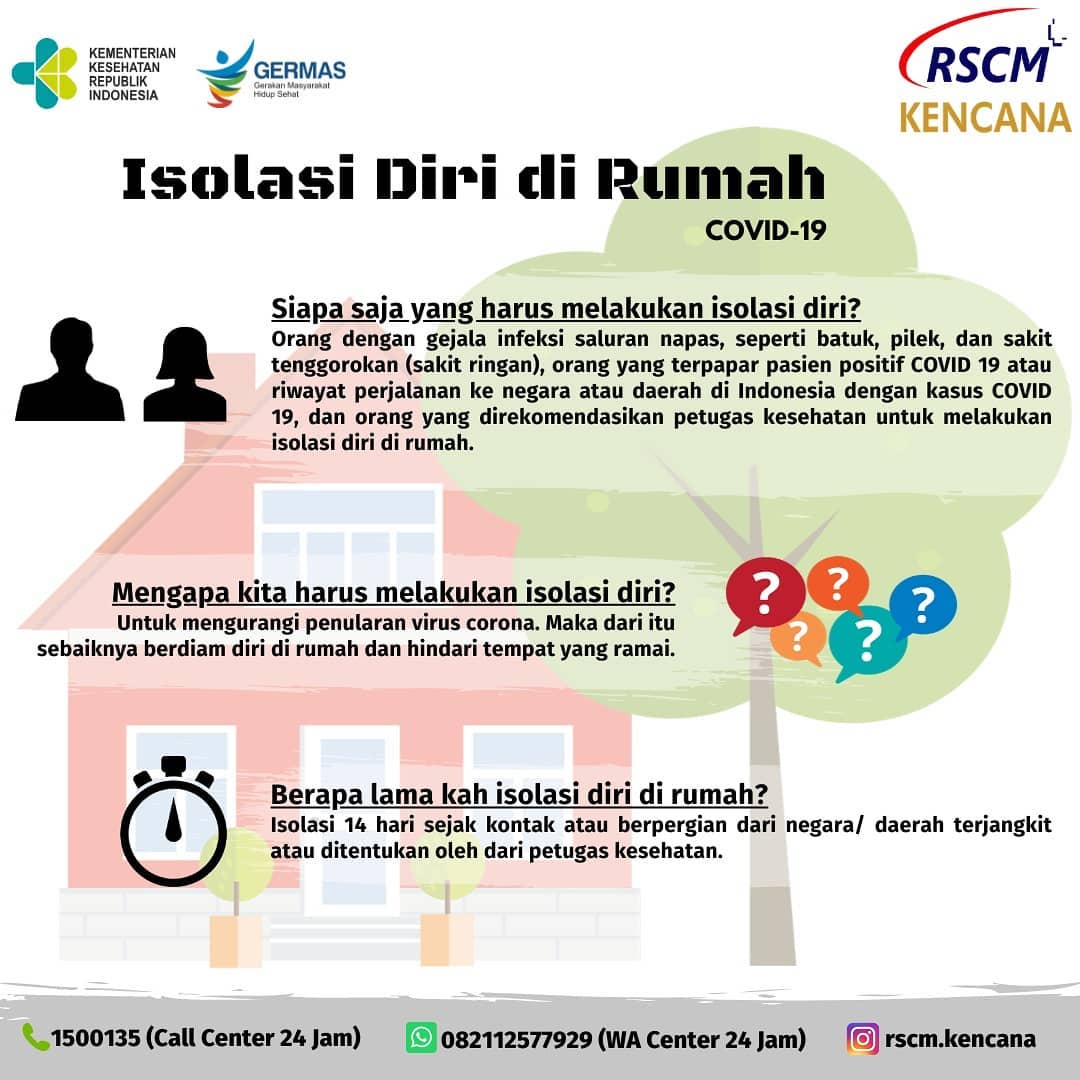 KEMENTERIAN
KESEHATAN
REPUBLIK
INDONESIA
GERMAS
Gerakan Masyarakat
Hidup Sehat
RSCM
KENCANA
Isolasi Diri di Rumah
COVID-19
Siapa saja yang harus melakukan isolasi diri?
Orang dengan gejala infeksi saluran napas, seperti batuk, pilek, dan sakit
tenggorokan (sakit ringan), orang yang terpapar pasien positif COVID 19 atau
riwayat perjalanan ke negara atau daerah di Indonesia dengan kasus COVID
19, dan orang yang direkomendasikan petugas kesehatan untuk melakukan
isolasi diri di rumah.
Mengapa kita harus melakukan isolasi diri?
Untuk mengurangi penularan virus corona. Maka dari itu
sebaiknya berdiam diri di rumah dan hindari tempat yang ramai.
? ? ? ? ?
Berapa lama kah isolasi diri di rumah?
Isolasi 14 hari sejak kontak atau berpergian dari negara/ daerah terjangkit
atau ditentukan oleh dari petugas kesehatan.
1500135 (Call Center 24 Jam)
082112577929 (WA Center 24 Jam)
rscm.kencana